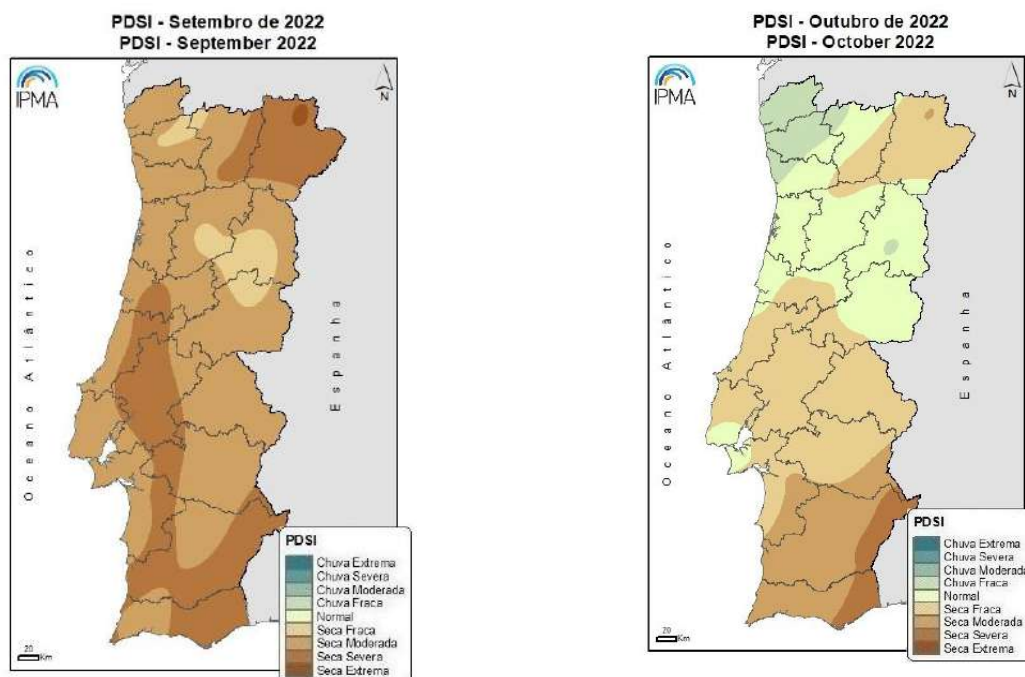 PDSI - Setembro de 2022
PDSI - September 2022
IPMA
N
Oceano Atlântico
Espanha
PDSI
Chuva Extrema
Chuva Severa
Chuva Moderada
Chuva Fraca
Normal
Seca Fraca
Seca Moderada
Seca Severa
Seca Extrema
20
Km
PDSI - Outubro de 2022
PDSI - October 2022
IPMA
N
Oceano Atlântico
Espanha
PDSI
Chuva Extrema
Chuva Severa
Chuva Moderada
Chuva Fraca
Normal
Seca Fraca
Seca Moderada
Seca Severa
Seca Extrema
20
Km